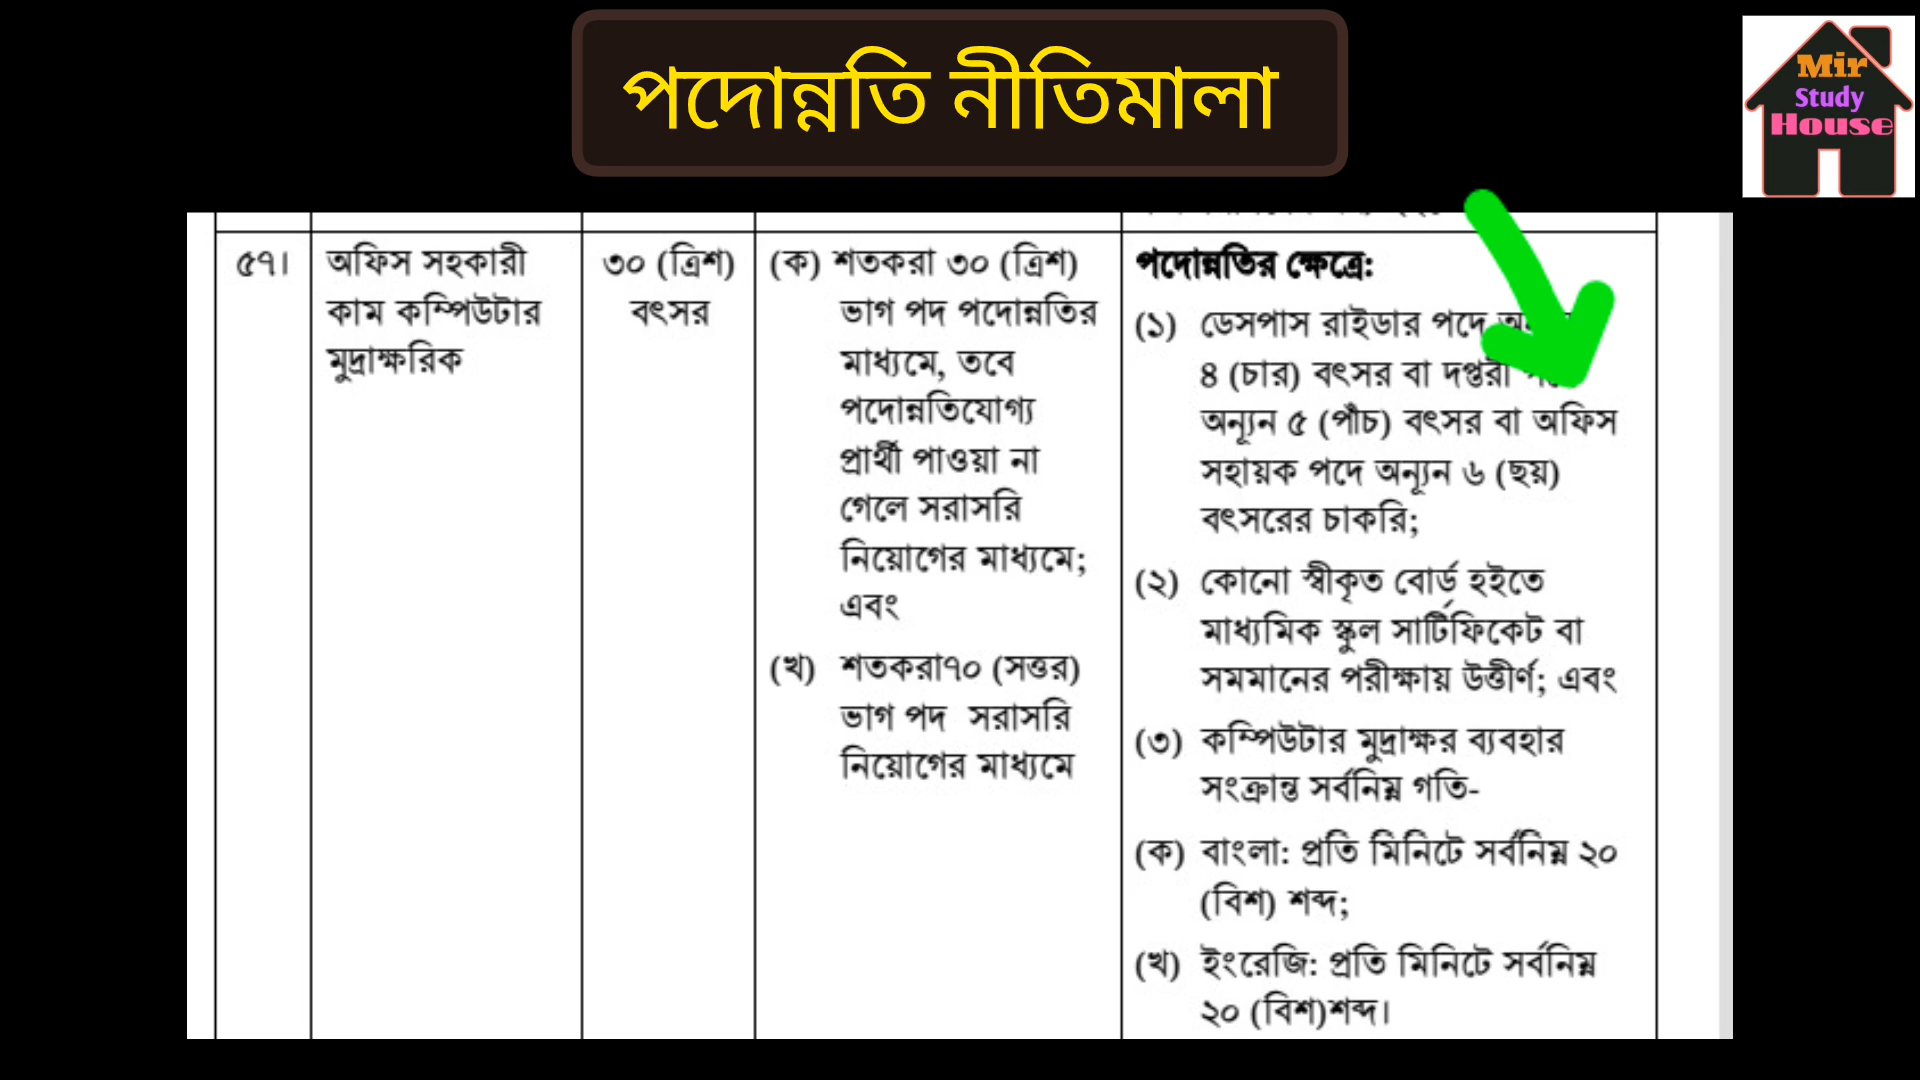 পদোন্নতি নীতিমালা
Mir
Study
House
৫৭।
অফিস সহকারী
কাম কম্পিউটার
মুদ্রাক্ষরিক
৩০ (ত্রিশ)
বৎসর
(ক) শতকরা ৩০ (ত্রিশ)
ভাগ পদ পদোন্নতির
মাধ্যমে, তবে
পদোন্নতিযোগ্য
প্রার্থী পাওয়া না
গেলে সরাসরি
নিয়োগের মাধ্যমে;
এবং
(খ) শতকরা৭০ (সত্তর)
ভাগ পদ সরাসরি
নিয়োগের মাধ্যমে
পদোন্নতির ক্ষেত্রে:
(১) ডেসপাস রাইডার পদে
৪ (চার) বৎসর বা দপ্তরী
অন্যূন ৫ (পাঁচ) বৎসর বা অফিস
সহায়ক পদে অন্যূন ৬ (ছয়)
বৎসরের চাকরি;
(২) কোনো স্বীকৃত বোর্ড হইতে
মাধ্যমিক স্কুল সার্টিফিকেট বা
সমমানের পরীক্ষায় উত্তীর্ণ; এবং
(৩) কম্পিউটার মুদ্রাক্ষর ব্যবহার
সংক্রান্ত সর্বনিম্ন গতি-
(ক) বাংলা: প্রতি মিনিটে সর্বনিম্ন ২০
(বিশ) শব্দ;
(খ) ইংরেজি: প্রতি মিনিটে সর্বনিম্ন
২০ (বিশ)শব্দ।